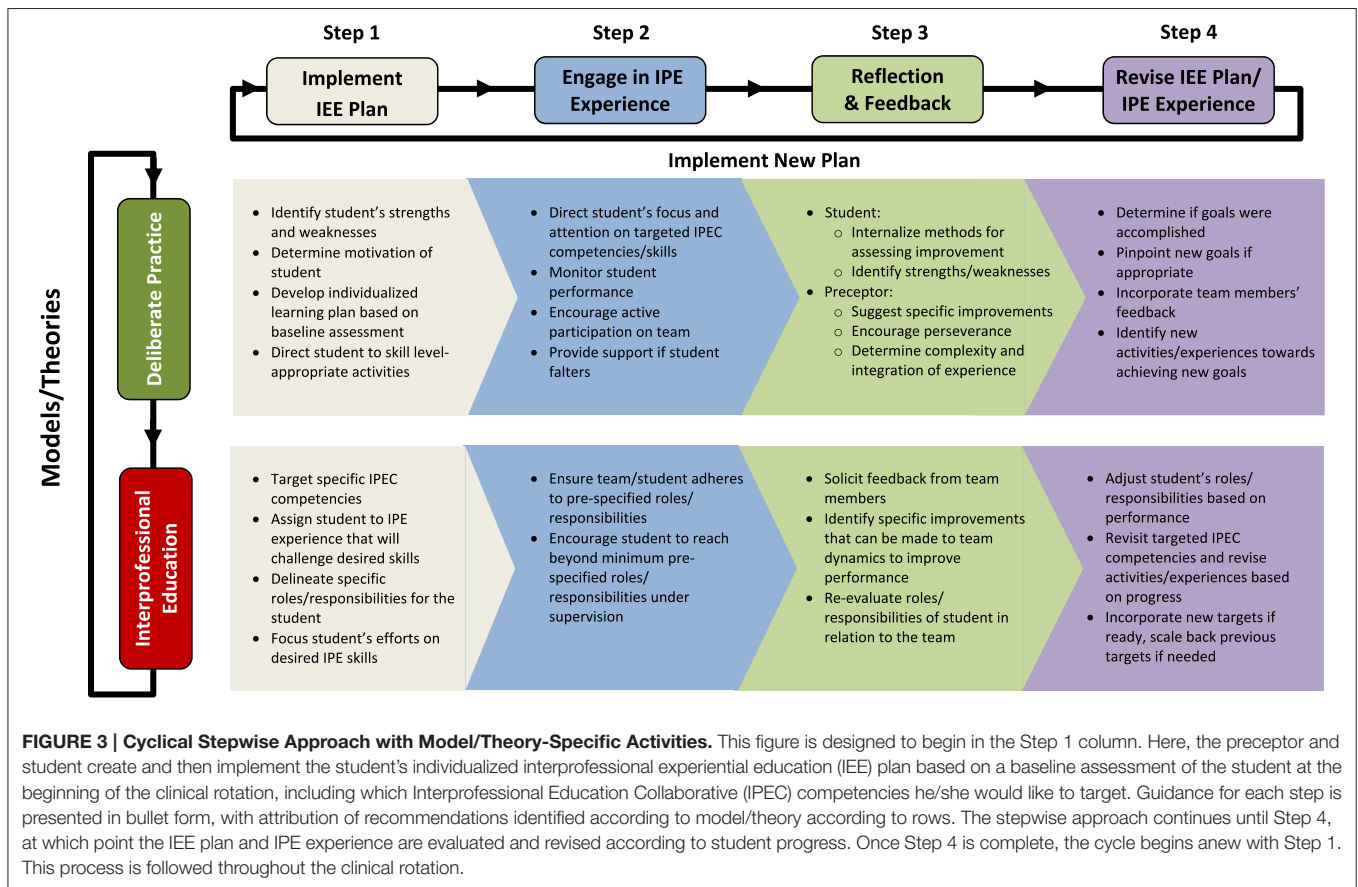 Step 1
Step 2
Step 3
Step 4
Implement
IEE Plan
Engage in IPE
Experience
Reflection
& Feedback
Revise IEE Plan/
IPE Experience
Implement New Plan
Models/Theories
Deliberate Practice
• Identify student's strengths
and weaknesses
• Determine motivation of
student
• Develop individualized
learning plan based on
baseline assessment
• Direct student to skill level-
appropriate activities
• Direct student's focus and
attention on targeted IPEC
competencies/skills
• Monitor student
performance
• Encourage active
participation on team
• Provide support if student
falters
• Student:
o Internalize methods for
assessing improvement
o Identify strengths/weaknesses
• Preceptor:
o Suggest specific improvements
o Encourage perseverance
o Determine complexity and
integration of experience
• Determine if goals were
accomplished
• Pinpoint new goals if
appropriate
• Incorporate team members'
feedback
• Identify new
activities/experiences towards
achieving new goals
Interprofessional
Education
• Target specific IPEC
competencies
• Assign student to IPE
experience that will
challenge desired skills
• Delineate specific
roles/responsibilities for the
student
• Focus student's efforts on
desired IPE skills
• Ensure team/student adheres
to pre-specified roles/
responsibilities
• Encourage student to reach
beyond minimum pre-
specified roles/
responsibilities under
supervision
• Solicit feedback from team
members
• Identify specific improvements
that can be made to team
dynamics to improve
performance
• Re-evaluate roles/
responsibilities of student in
relation to the team
• Adjust student's roles/
responsibilities based on
performance
• Revisit targeted IPEC
competencies and revise
activities/experiences based
on progress
• Incorporate new targets if
ready, scale back previous
targets if needed
FIGURE 3 | Cyclical Stepwise Approach with Model/Theory-Specific Activities. This figure is designed to begin in the Step 1 column. Here, the preceptor and
student create and then implement the student's individualized interprofessional experiential education (IEE) plan based on a baseline assessment of the student at the
beginning of the clinical rotation, including which Interprofessional Education Collaborative (IPEC) competencies he/she would like to target. Guidance for each step is
presented in bullet form, with attribution of recommendations identified according to model/theory according to rows. The stepwise approach continues until Step 4,
at which point the IEE plan and IPE experience are evaluated and revised according to student progress. Once Step 4 is complete, the cycle begins anew with Step 1.
This process is followed throughout the clinical rotation.